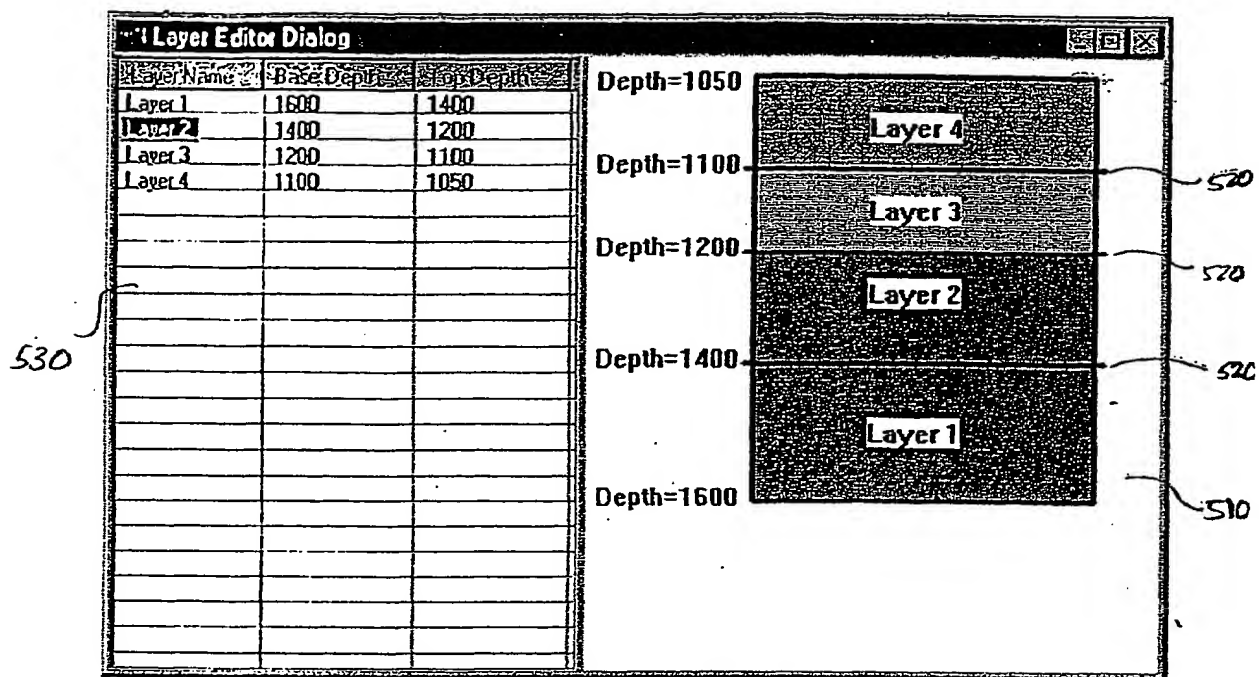 Layer Editor Dialog
Layer Name Base Depth Top Depth
Layer 1 1600 1400
Layer 2 1400 1200
Layer 3 1200 1100
Layer 4 1100 1050
530
Depth=1050
Layer 4
Depth=1100
520
Layer 3
Depth=1200
520
Layer 2
Depth=1400
520
Layer 1
Depth=1600
510